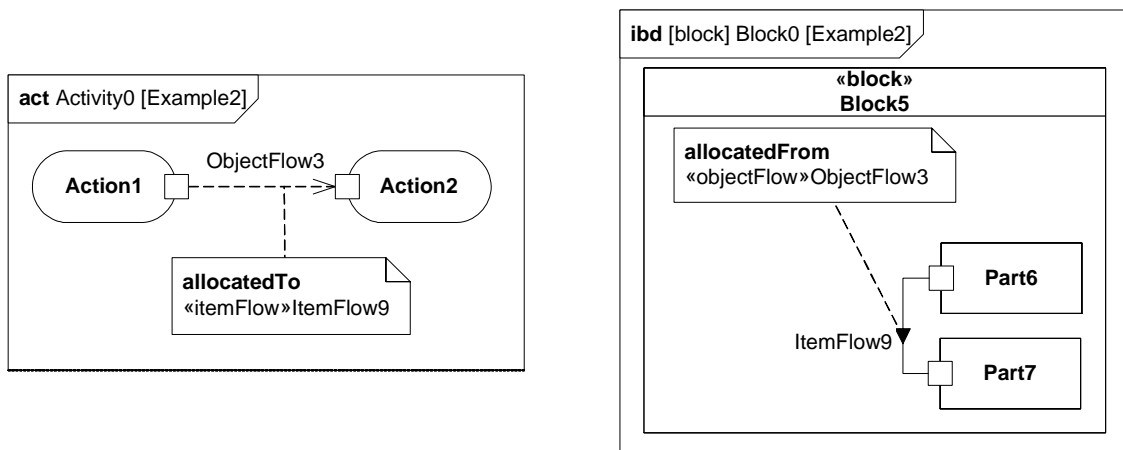 act Activity0 [Example2]
ObjectFlow3
Action1
Action2
allocatedTo
«itemFlow»ItemFlow9
ibd [block] Block0 [Example2]
«block»
Block5
allocatedFrom
«objectFlow»ObjectFlow3
Part6
ItemFlow9
Part7